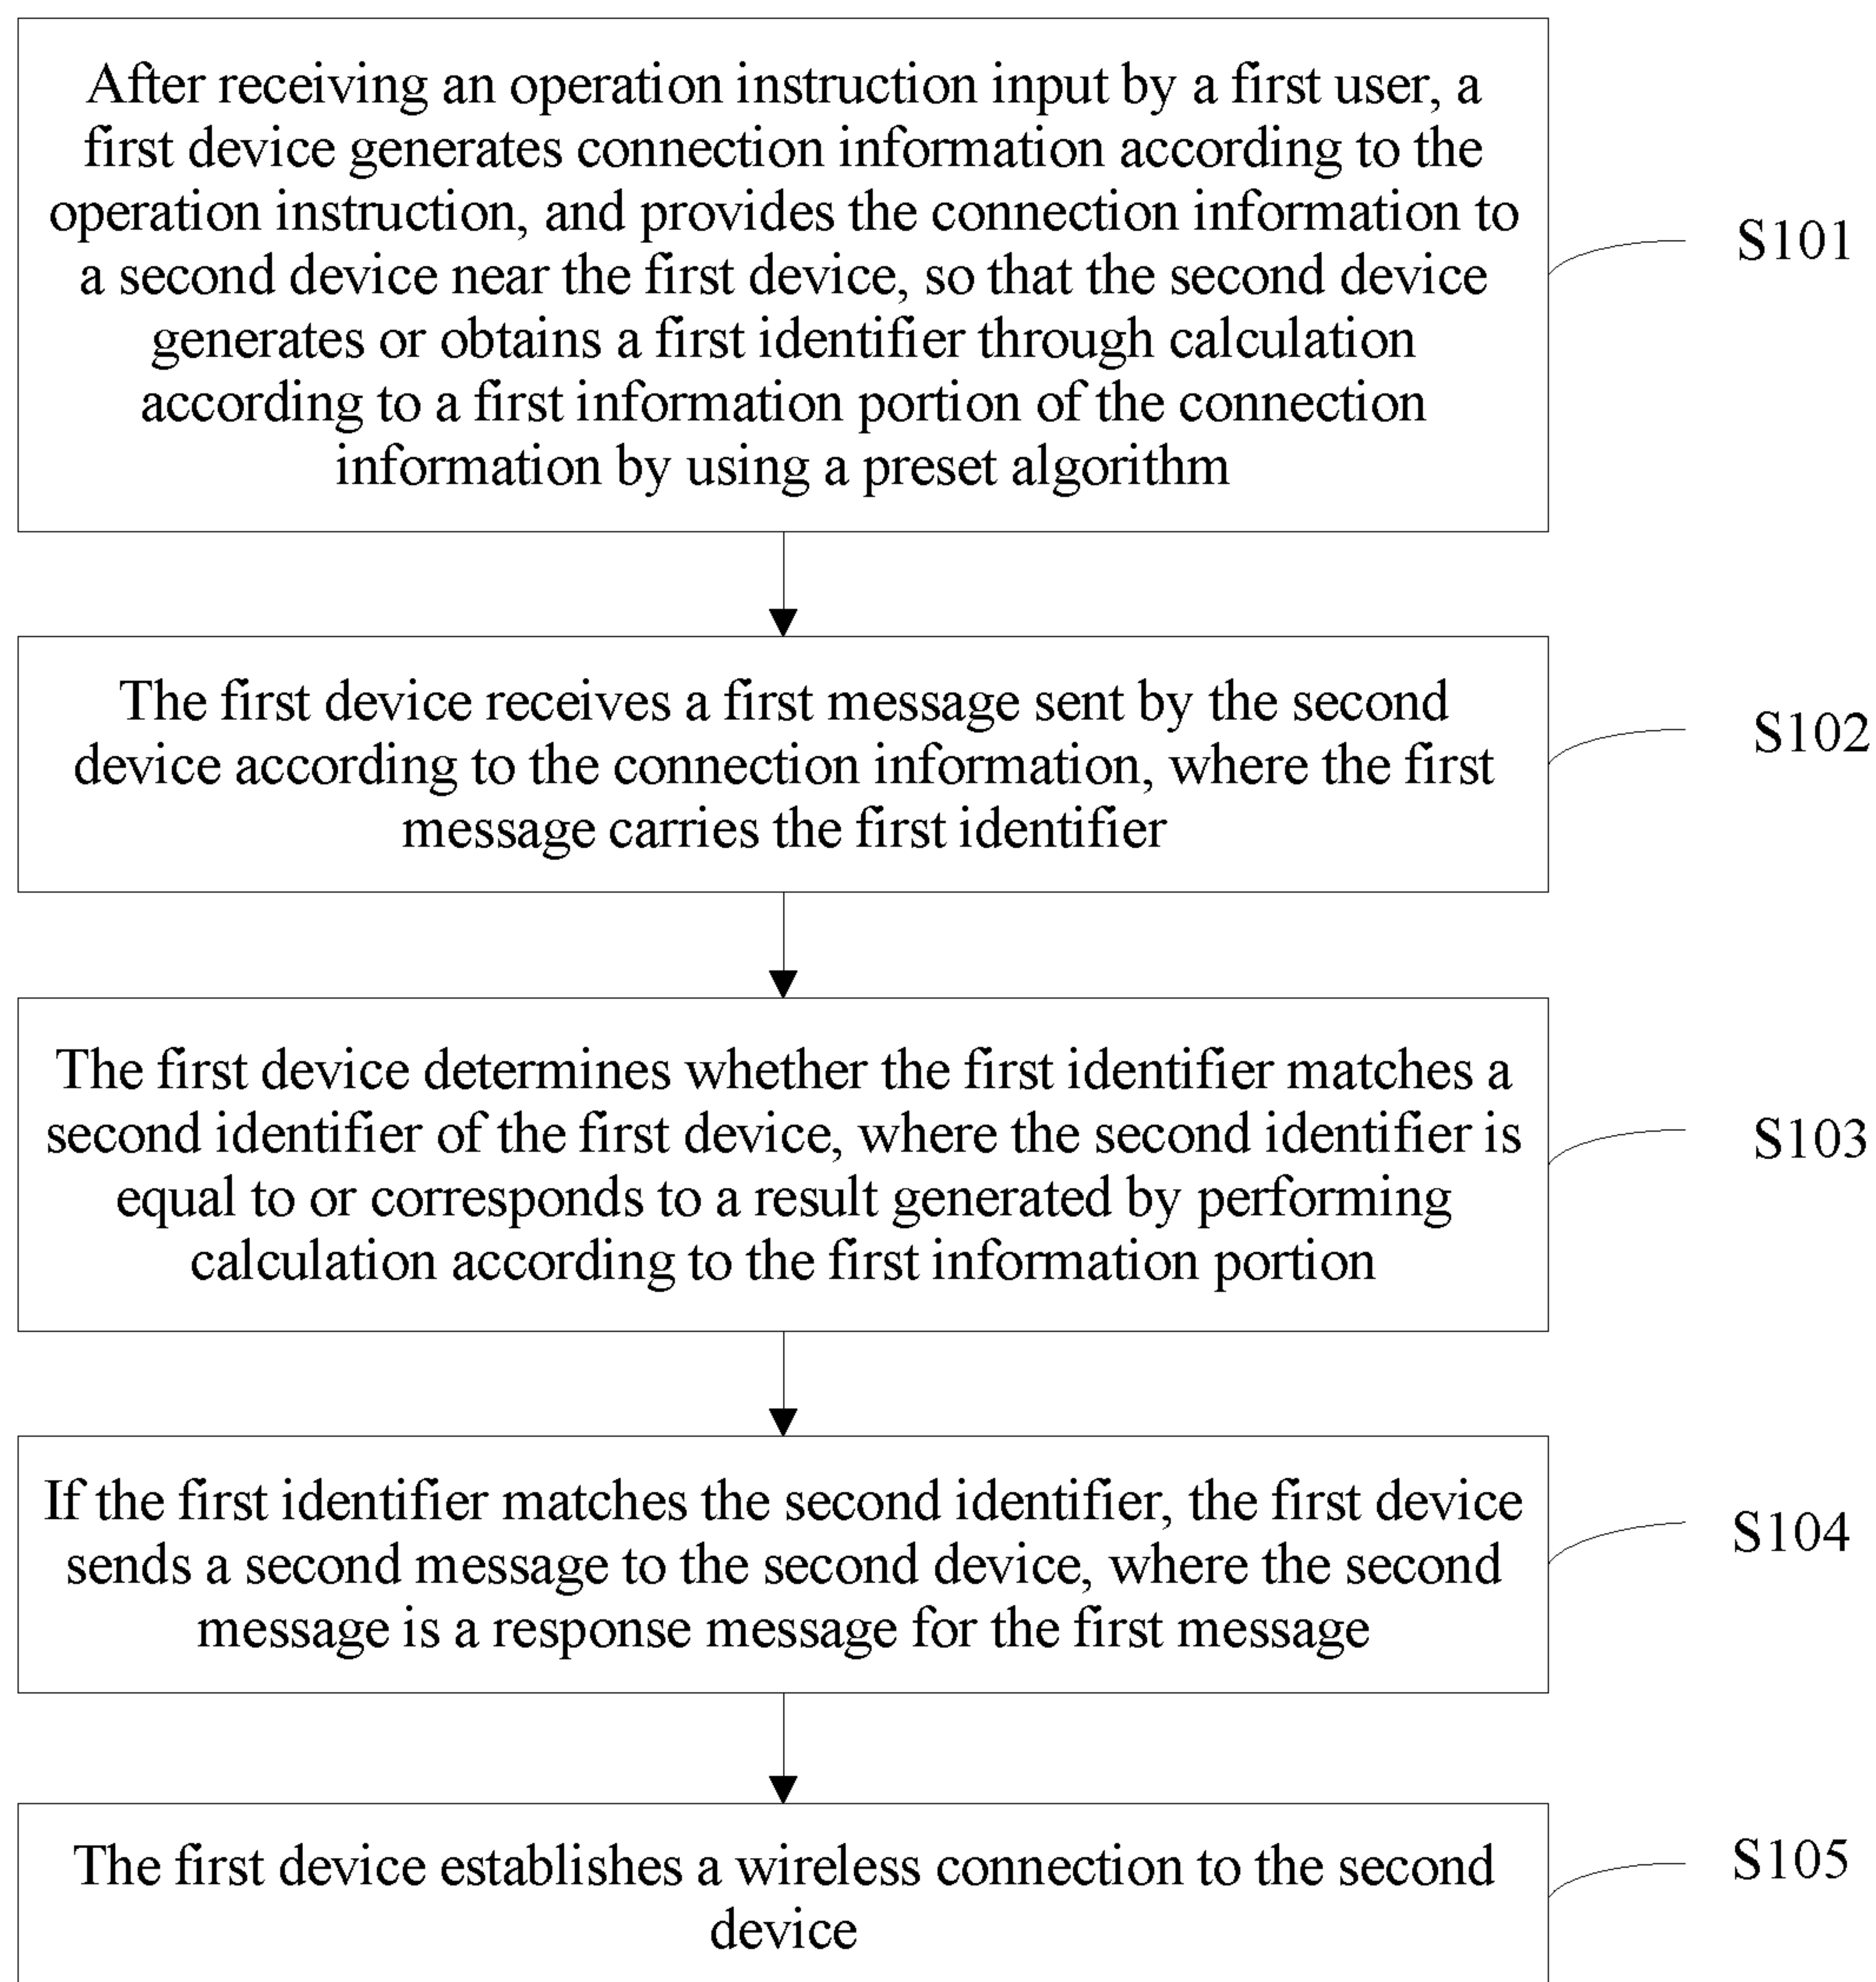 After receiving an operation instruction input by a first user, a
first device generates connection information according to the
operation instruction, and provides the connection information to
a second device near the first device, so that the second device
generates or obtains a first identifier through calculation
according to a first information portion of the connection
information by using a preset algorithm
S101
The first device receives a first message sent by the second
device according to the connection information, where the first
message carries the first identifier
S102
The first device determines whether the first identifier matches a
second identifier of the first device, where the second identifier is
equal to or corresponds to a result generated by performing
calculation according to the first information portion
S103
If the first identifier matches the second identifier, the first device
sends a second message to the second device, where the second
message is a response message for the first message
S104
The first device establishes a wireless connection to the second
device
S105